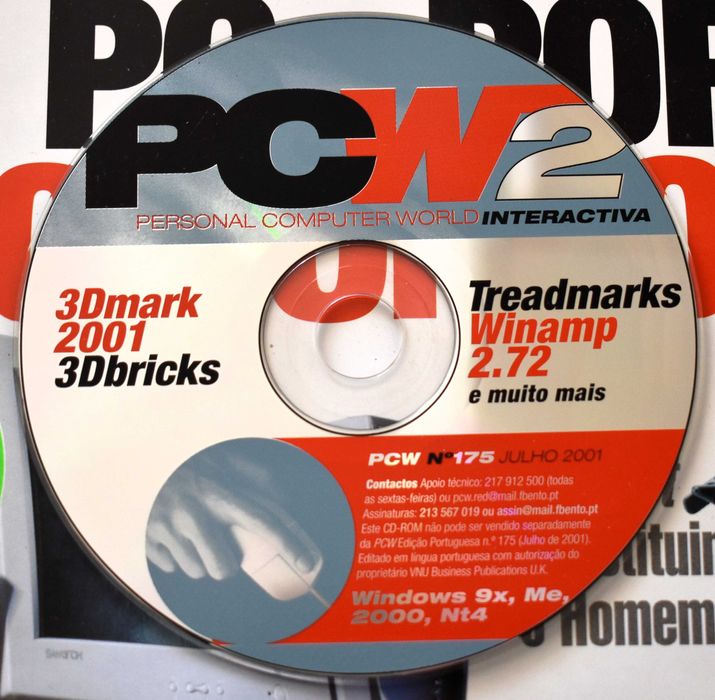 PCW2
PERSONAL COMPUTER WORLD INTERACTIVA
3Dmark
2001
3Dbricks
Treadmarks
Winamp
2.72
e muito mais
PCW Nº175 JULHO 2001
Contactos Apoio técnico: 217 912 500 (todas
as sextas-feiras) ou pcw.red@mail.fbento.pt
Assinaturas: 213 567 019 ou assin@mail.fbento.pt
Este CD-ROM não pode ser vendido separadamente
da PCW Edição Portuguesa n.º 175 (Julho de 2001).
Editado em língua portuguesa com autorização do
proprietário VNU Business Publications U.K.
Windows 9x, Me,
2000, Nt4
Homem